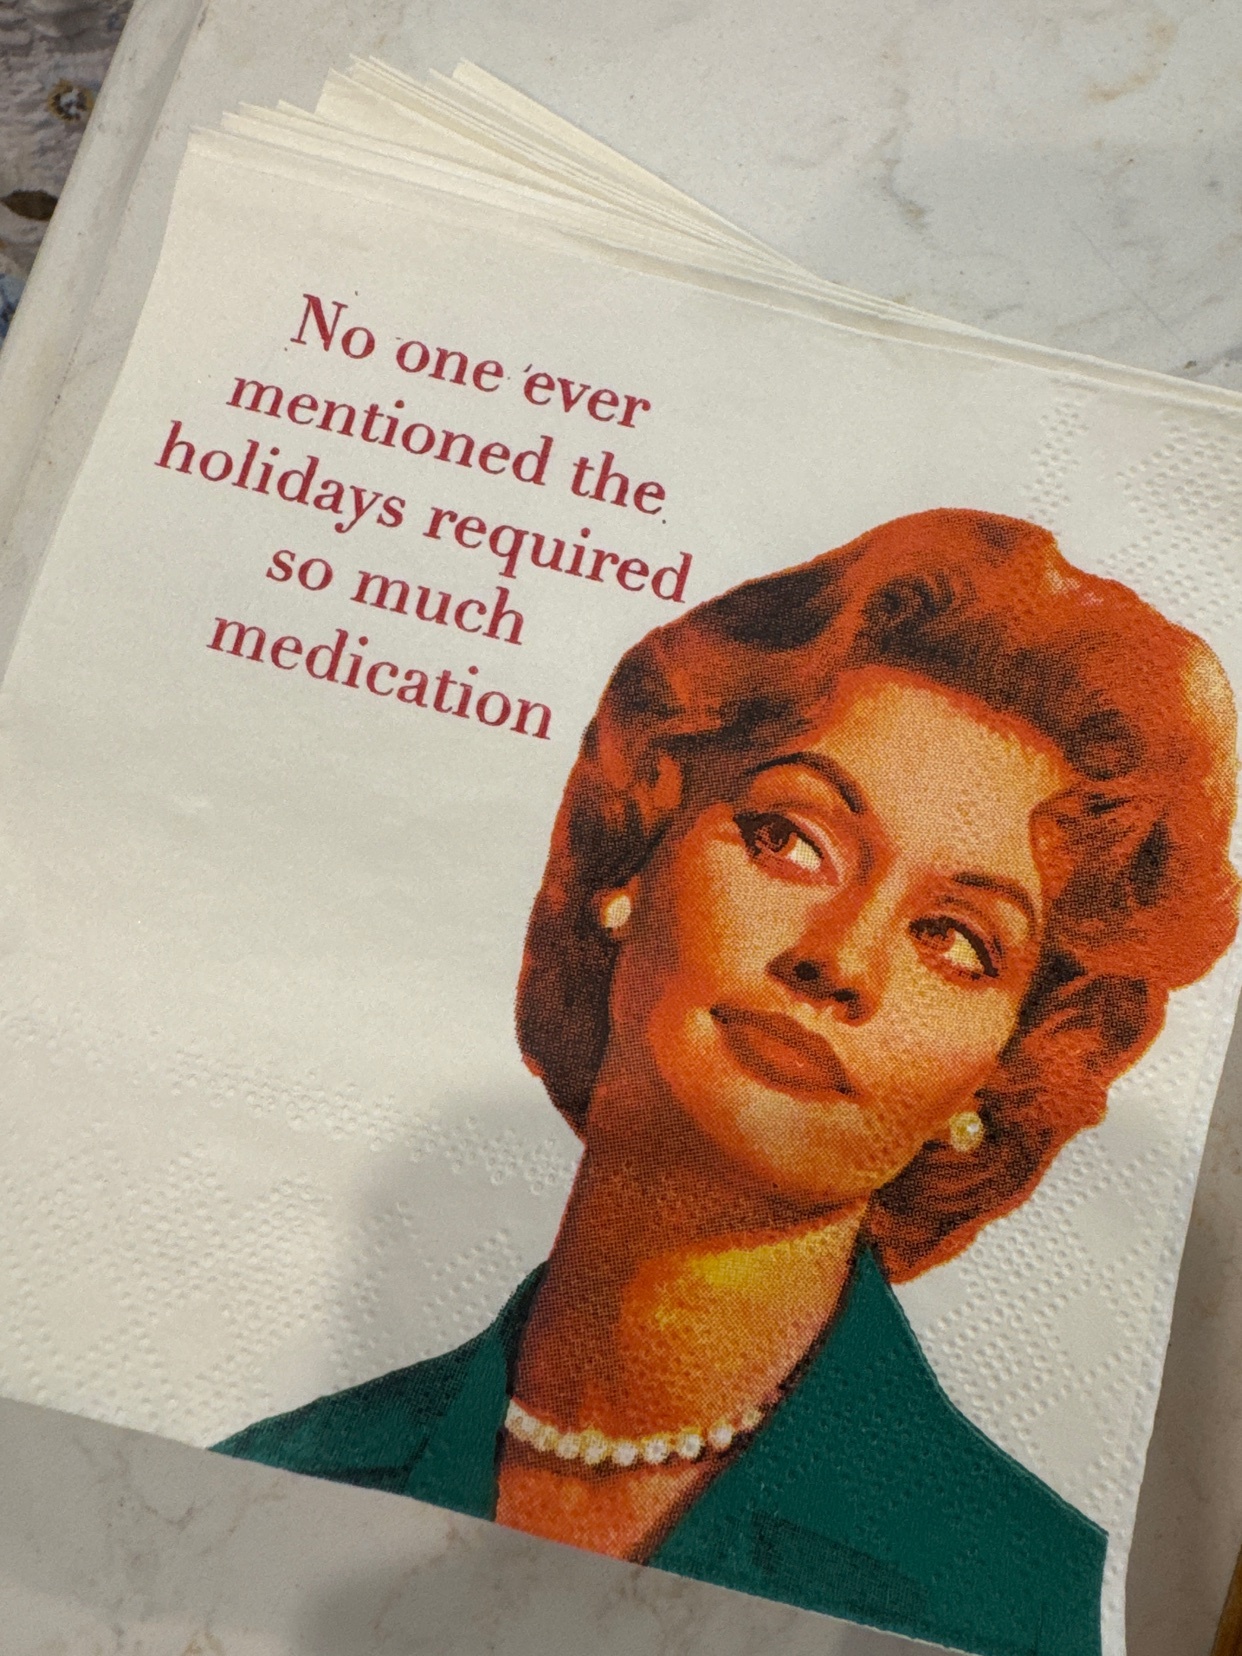 No one ever
mentioned the
holidays required
so much
medication